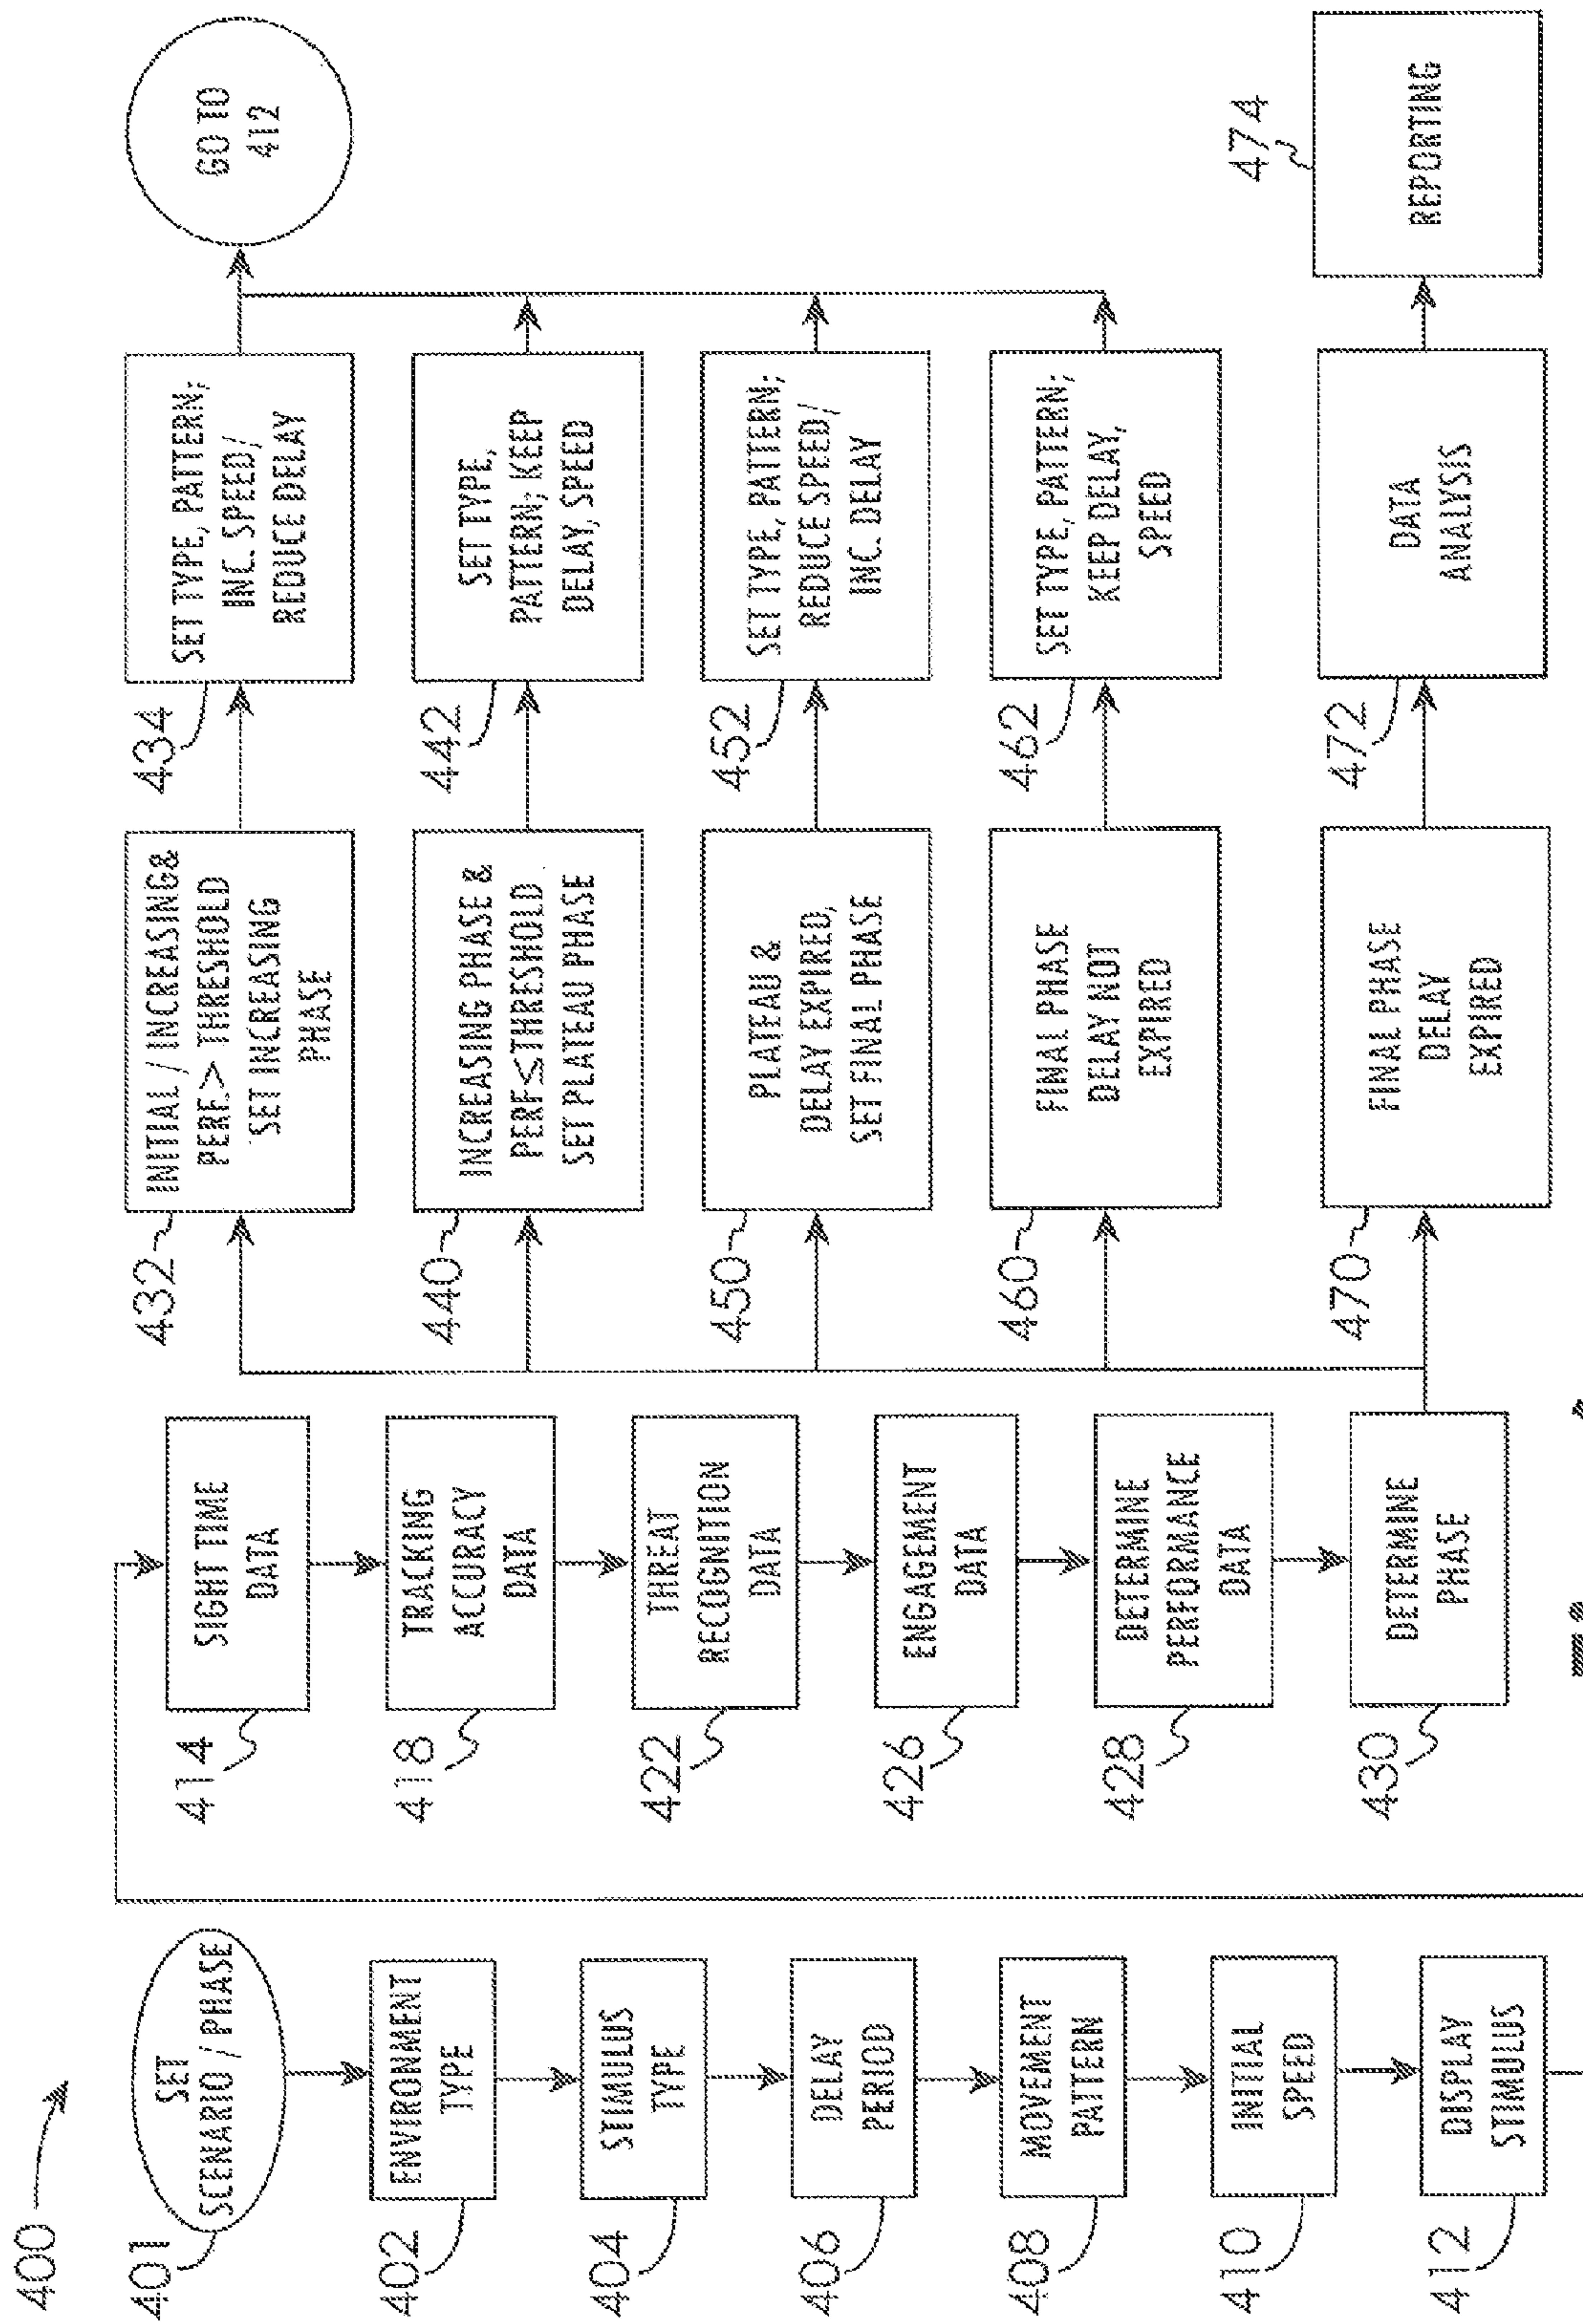 400
401
SET
SCENARIO / PHASE
402
ENVIRONMENT
TYPE
404
STIMULUS
TYPE
406
DELAY
PERIOD
408
MOVEMENT
PATTERN
410
INITIAL
SPEED
412
DISPLAY
STIMULUS
414
SIGHT TIME
DATA
418
TRACKING
ACCURACY
DATA
422
THREAT
RECOGNITION
DATA
426
ENGAGEMENT
DATA
428
DETERMINE
PERFORMANCE
DATA
430
DETERMINE
PHASE
432
INITIAL / INCREASING&
PERF.> THRESHOLD
SET INCREASING
PHASE
434
SET TYPE, PATTERN;
INC. SPEED/
REDUCE DELAY
440
INCREASING PHASE &
PERF≤THRESHOLD
SET PLATEAU PHASE
442
SET TYPE,
PATTERN; KEEP
DELAY, SPEED
450
PLATEAU &
DELAY EXPIRED,
SET FINAL PHASE
452
SET TYPE, PATTERN;
REDUCE SPEED/
INC. DELAY
460
FINAL PHASE
DELAY NOT
EXPIRED
462
SET TYPE, PATTERN;
KEEP DELAY,
SPEED
470
FINAL PHASE
DELAY
EXPIRED
472
DATA
ANALYSIS
474
REPORTING
GO TO
412